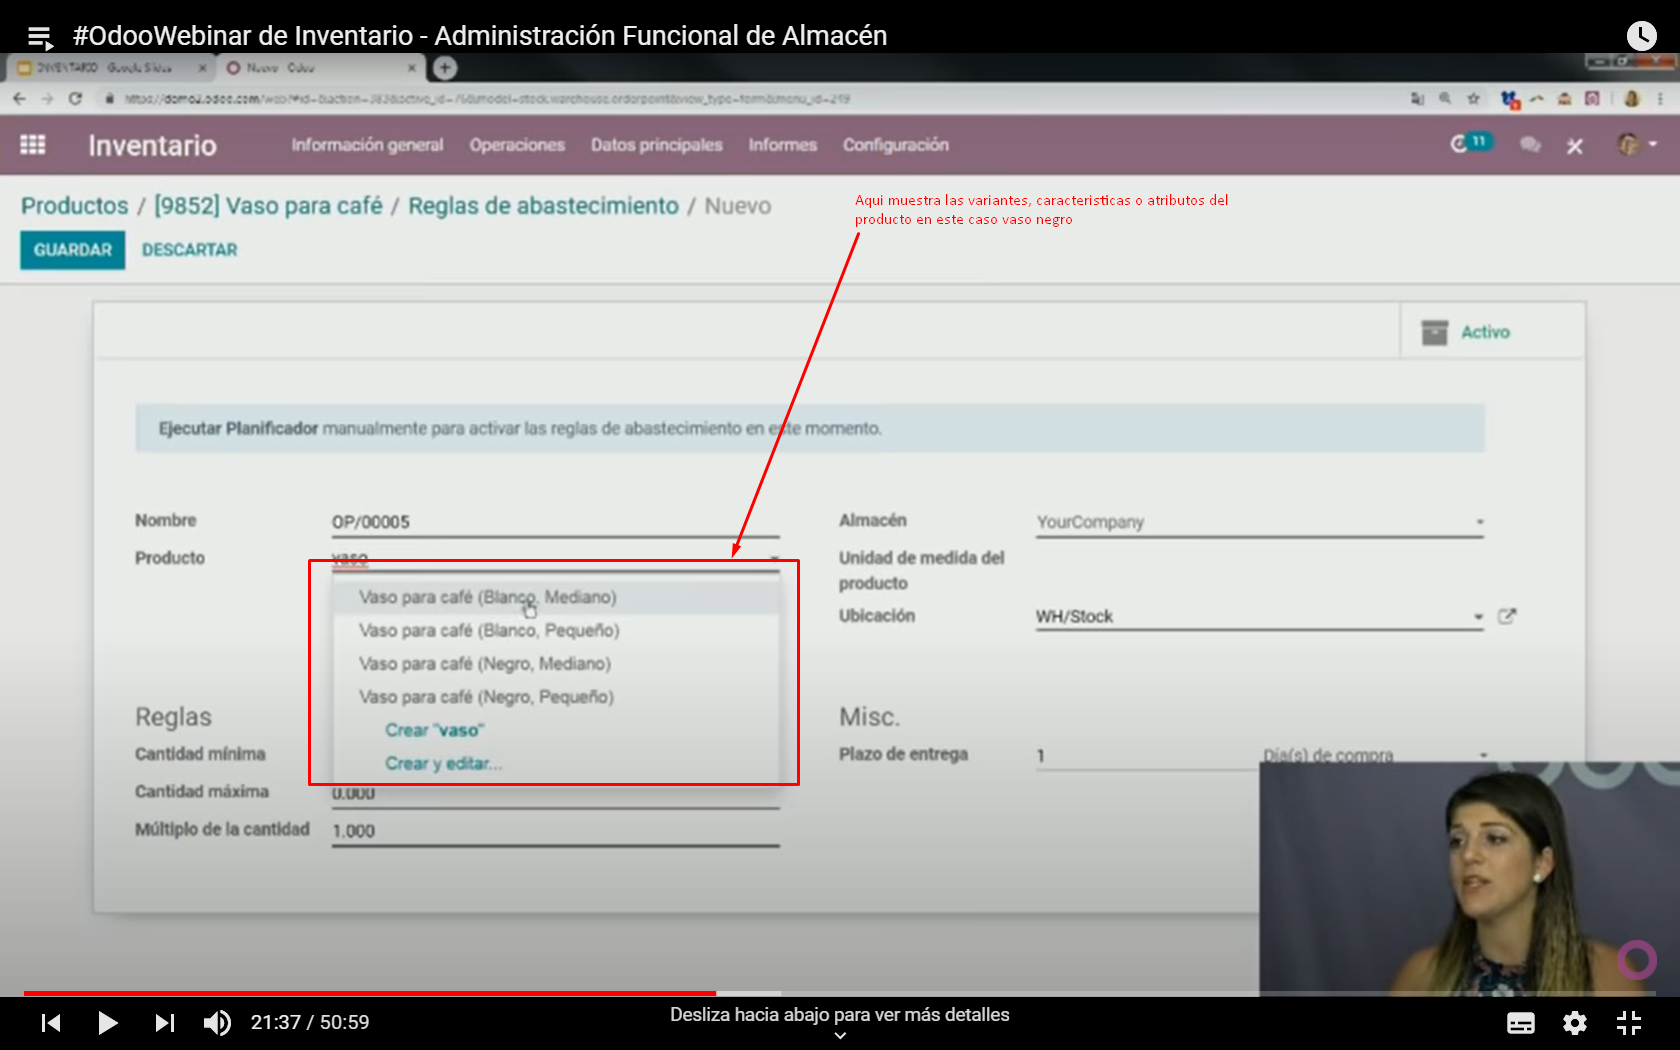 #OdooWebinar de Inventario - Administración Funcional de Almacén
INVENTARIO - Google Slides
Nuevo - Odoo
Inventario
Información general
Operaciones
Datos principales
Informes
Configuración
11
Productos / [9852] Vaso para café / Reglas de abastecimiento / Nuevo
Aqui muestra las variantes, caracteristicas o atributos del
producto en este caso vaso negro
GUARDAR
DESCARTAR
Activo
Ejecutar Planificador manualmente para activar las reglas de abastecimiento en este momento.
Nombre
OP/00005
Almacén
YourCompany
Producto
vaso
Unidad de medida del
producto
Vaso para café (Blanco, Mediano)
Ubicación
WH/Stock
Vaso para café (Blanco, Pequeño)
Vaso para café (Negro, Mediano)
Vaso para café (Negro, Pequeño)
Crear "vaso"
Crear y editar...
Reglas
Misc.
Cantidad mínima
Plazo de entrega
1
Día(s) de compra
Cantidad máxima
0.000
Múltiplo de la cantidad
1.000
21:37 / 50:59
Desliza hacia abajo para ver más detalles